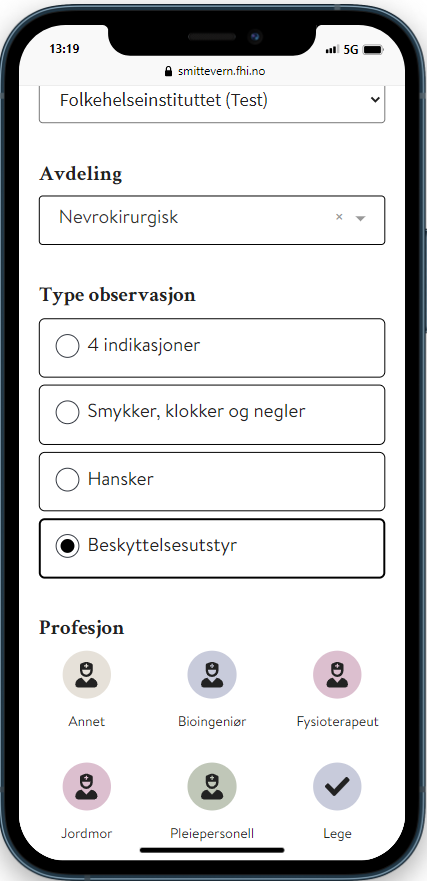 13:19
5G
smittevern.fhi.no
Folkehelseinstituttet (Test)
Avdeling
Nevrokirurgisk ×
Type observasjon
4 indikasjoner
Smykker, klokker og negler
Hansker
Beskyttelsesutstyr
Profesjon
Annet Bioingeniør Fysioterapeut
Jordmor Pleiepersonell Lege